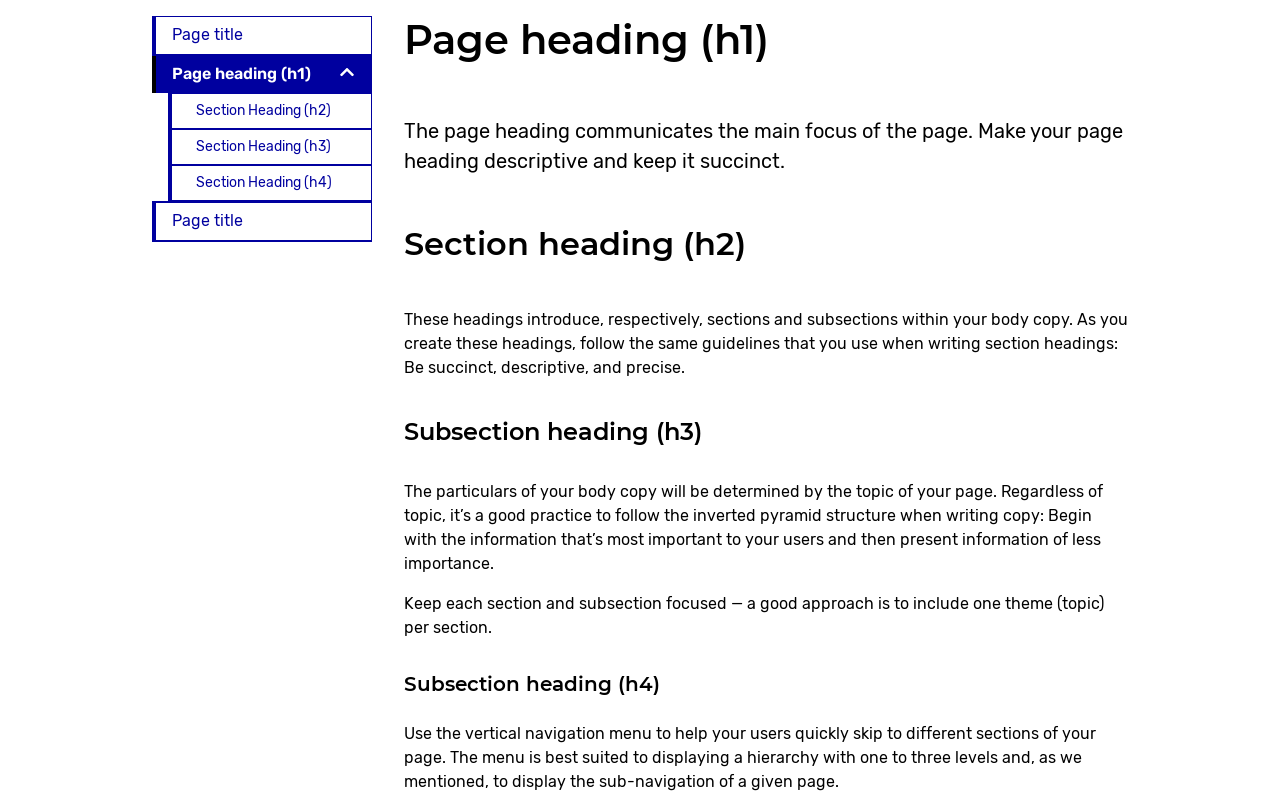 Page title
Page heading (h1)
Section Heading (h2)
Section Heading (h3)
Section Heading (h4)
Page title
Page heading (h1)
The page heading communicates the main focus of the page. Make your page
heading descriptive and keep it succinct.
Section heading (h2)
These headings introduce, respectively, sections and subsections within your body copy. As you
create these headings, follow the same guidelines that you use when writing section headings:
Be succinct, descriptive, and precise.
Subsection heading (h3)
The particulars of your body copy will be determined by the topic of your page. Regardless of
topic, it’s a good practice to follow the inverted pyramid structure when writing copy: Begin
with the information that’s most important to your users and then present information of less
importance.
Keep each section and subsection focused — a good approach is to include one theme (topic)
per section.
Subsection heading (h4)
Use the vertical navigation menu to help your users quickly skip to different sections of your
page. The menu is best suited to displaying a hierarchy with one to three levels and, as we
mentioned, to display the sub-navigation of a given page.